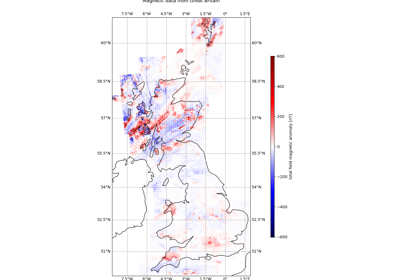 Magnetic data from Great Britain
7.5°W 6°W 4.5°W 3°W 1.5°W 0° 1.5°E
60°N 60°N
58.5°N 58.5°N
57°N 57°N
55.5°N 55.5°N
54°N 54°N
52.5°N 52.5°N
51°N 51°N
7.5°W 6°W 4.5°W 3°W 1.5°W 0° 1.5°E
600
400
200
0
−200
−400
−600
total field magnetic anomaly [nT]